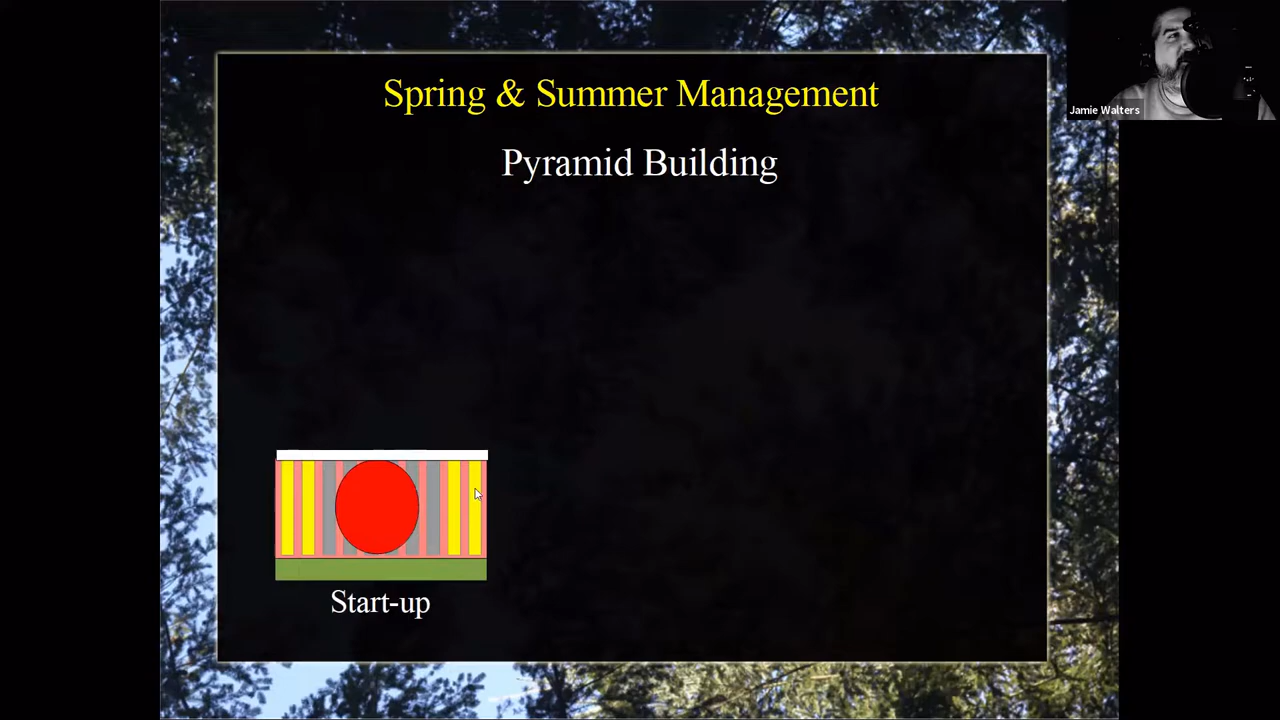 Spring & Summer Management
Jamie Walters
Pyramid Building
Start-up